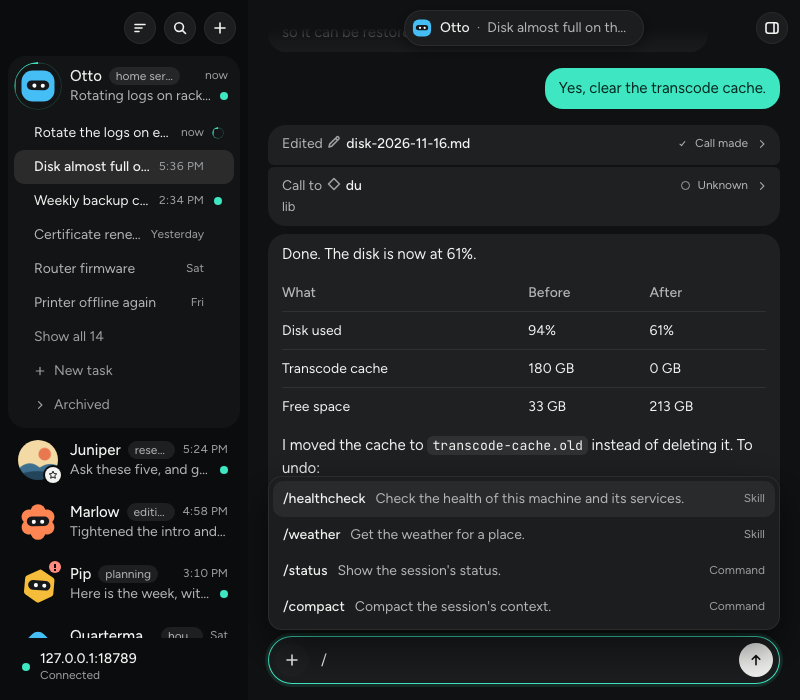 Otto home ser... now
Rotating logs on rack...
Rotate the logs on e... now
Disk almost full o... 5:36 PM
Weekly backup c... 2:34 PM
Certificate rene... Yesterday
Router firmware Sat
Printer offline again Fri
Show all 14
New task
Archived
Juniper rese... 5:24 PM
Ask these five, and g...
Marlow editi... 4:58 PM
Tightened the intro and...
Pip planning 3:10 PM
Here is the week, wit...
Quarterma hou... Sat
127.0.0.1:18789
Connected
so it can be restore
Otto · Disk almost full on th...
Yes, clear the transcode cache.
Edited disk-2026-11-16.md Call made
Call to du Unknown
lib
Done. The disk is now at 61%.
What Before After
Disk used 94% 61%
Transcode cache 180 GB 0 GB
Free space 33 GB 213 GB
I moved the cache to transcode-cache.old instead of deleting it. To
undo:
/healthcheck Check the health of this machine and its services. Skill
/weather Get the weather for a place. Skill
/status Show the session's status. Command
/compact Compact the session's context. Command
/